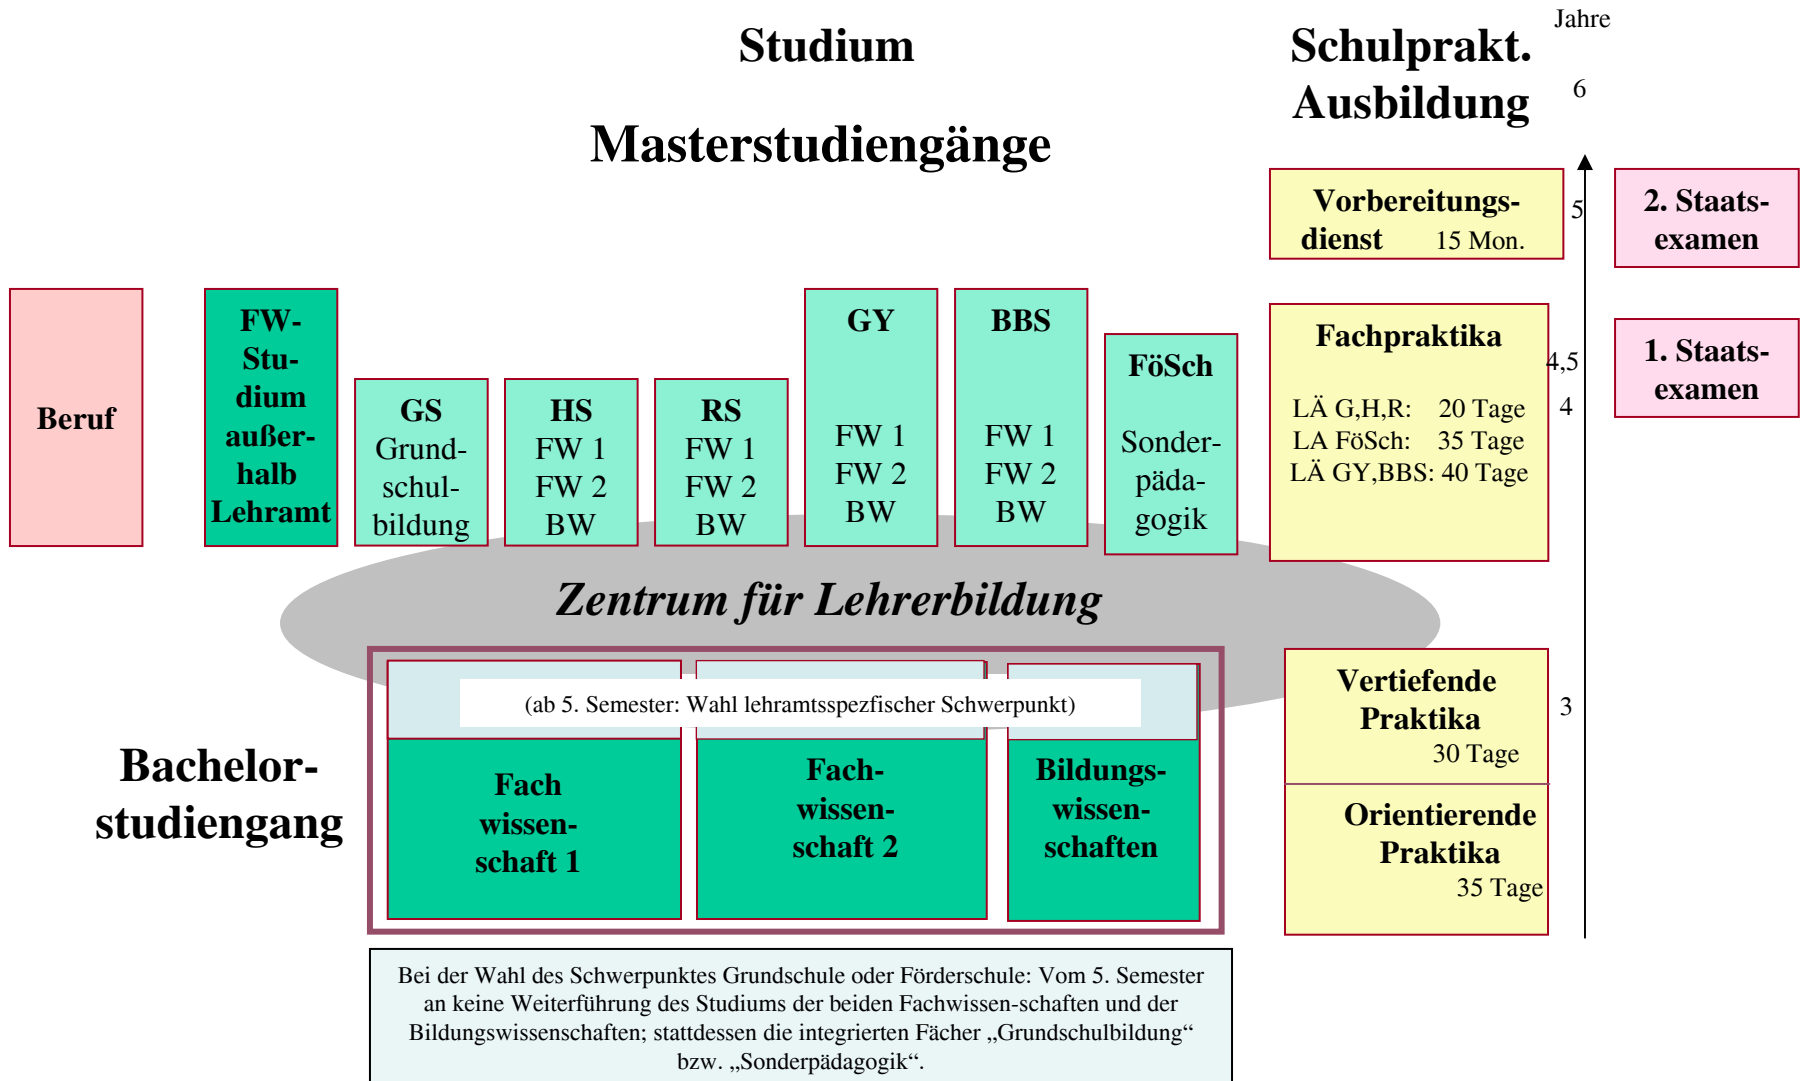 Jahre
Studium
Schulprakt.
Ausbildung
6
Masterstudiengänge
Vorbereitungs-
dienst 15 Mon.
5
2. Staats-
examen
Beruf
FW-
Stu-
dium
außer-
halb
Lehramt
GS
Grund-
schul-
bildung
HS
FW 1
FW 2
BW
RS
FW 1
FW 2
BW
GY
FW 1
FW 2
BW
BBS
FW 1
FW 2
BW
FöSch
Sonder-
päda-
gogik
Fachpraktika
LÄ G,H,R: 20 Tage
LA FöSch: 35 Tage
LÄ GY,BBS: 40 Tage
4,5
4
1. Staats-
examen
Zentrum für Lehrerbildung
(ab 5. Semester: Wahl lehramtsspezfischer Schwerpunkt)
Bachelor-
studiengang
Fach
wissen-
schaft 1
Fach-
wissen-
schaft 2
Bildungs-
wissen-
schaften
Vertiefende
Praktika
30 Tage
3
Orientierende
Praktika
35 Tage
Bei der Wahl des Schwerpunktes Grundschule oder Förderschule: Vom 5. Semester
an keine Weiterführung des Studiums der beiden Fachwissen-schaften und der
Bildungswissenschaften; stattdessen die integrierten Fächer „Grundschulbildung“
bzw. „Sonderpädagogik“.